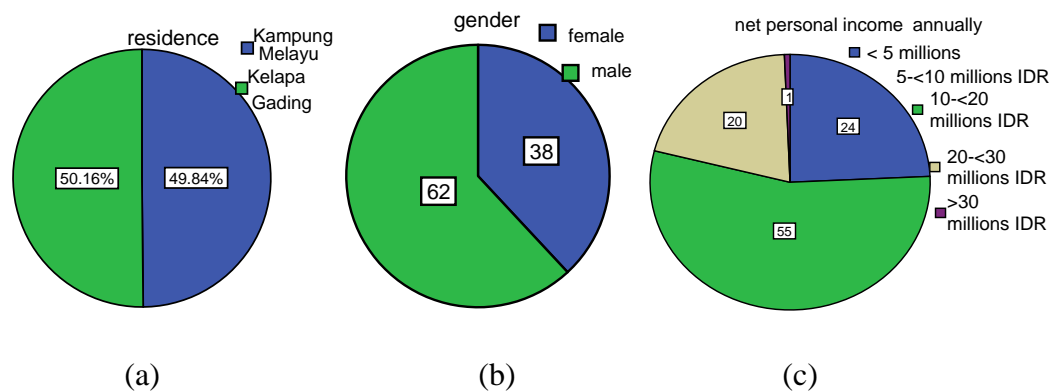 residence
Kampung
Melayu
Kelapa
Gading
50.16%
49.84%
(a)
gender
female
male
38
62
(b)
net personal income annually
< 5 millions
5-<10 millions IDR
10-<20
millions IDR
20-<30
millions IDR
>30
millions IDR
1
20
24
55
(c)